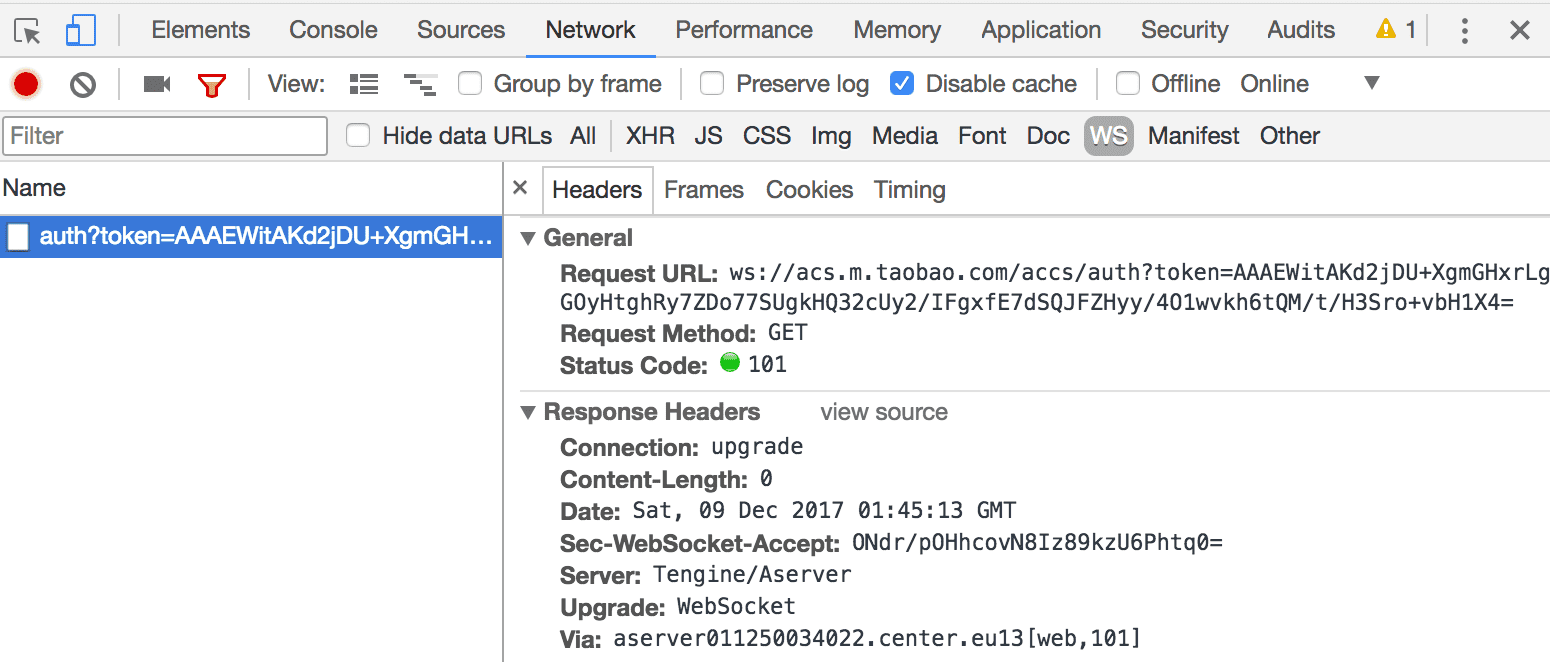 Elements Console Sources Network Performance Memory Application Security Audits 1
View: Group by frame Preserve log Disable cache Offline Online
Filter Hide data URLs All XHR JS CSS Img Media Font Doc WS Manifest Other
Name
Headers Frames Cookies Timing
auth?token=AAAEWitAKd2jDU+XgmGH...
General
Request URL: ws://acs.m.taobao.com/accs/auth?token=AAAEWitAKd2jDU+XgmGHxrLg
GOyHtghRy7ZDo77SUgkHQ32cUy2/IFgxfE7dSQJFZHyy/4O1wvkh6tQM/t/H3Sro+vbH1X4=
Request Method: GET
Status Code: 101
Response Headers view source
Connection: upgrade
Content-Length: 0
Date: Sat, 09 Dec 2017 01:45:13 GMT
Sec-WebSocket-Accept: ONdr/pOHhcovN8Iz89kzU6Phtq0=
Server: Tengine/Aserver
Upgrade: WebSocket
Via: aserver011250034022.center.eu13[web,101]